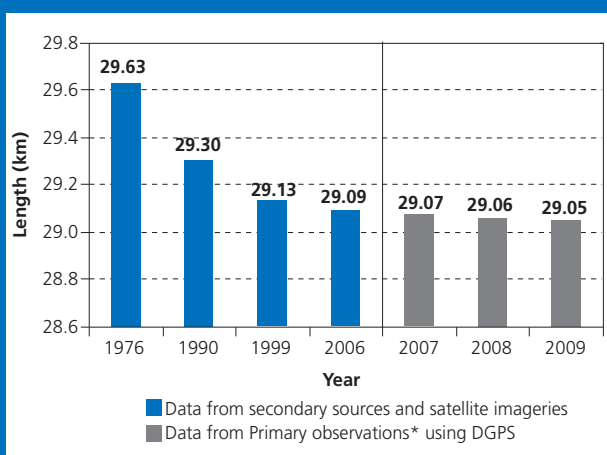 29.8
29.6
29.4
29.2
29.0
28.8
28.6
Length (km)
29.63
29.30
29.13
29.09
29.07
29.06
29.05
1976 1990 1999 2006 2007 2008 2009
Year
Data from secondary sources and satellite imageries
Data from Primary observations* using DGPS